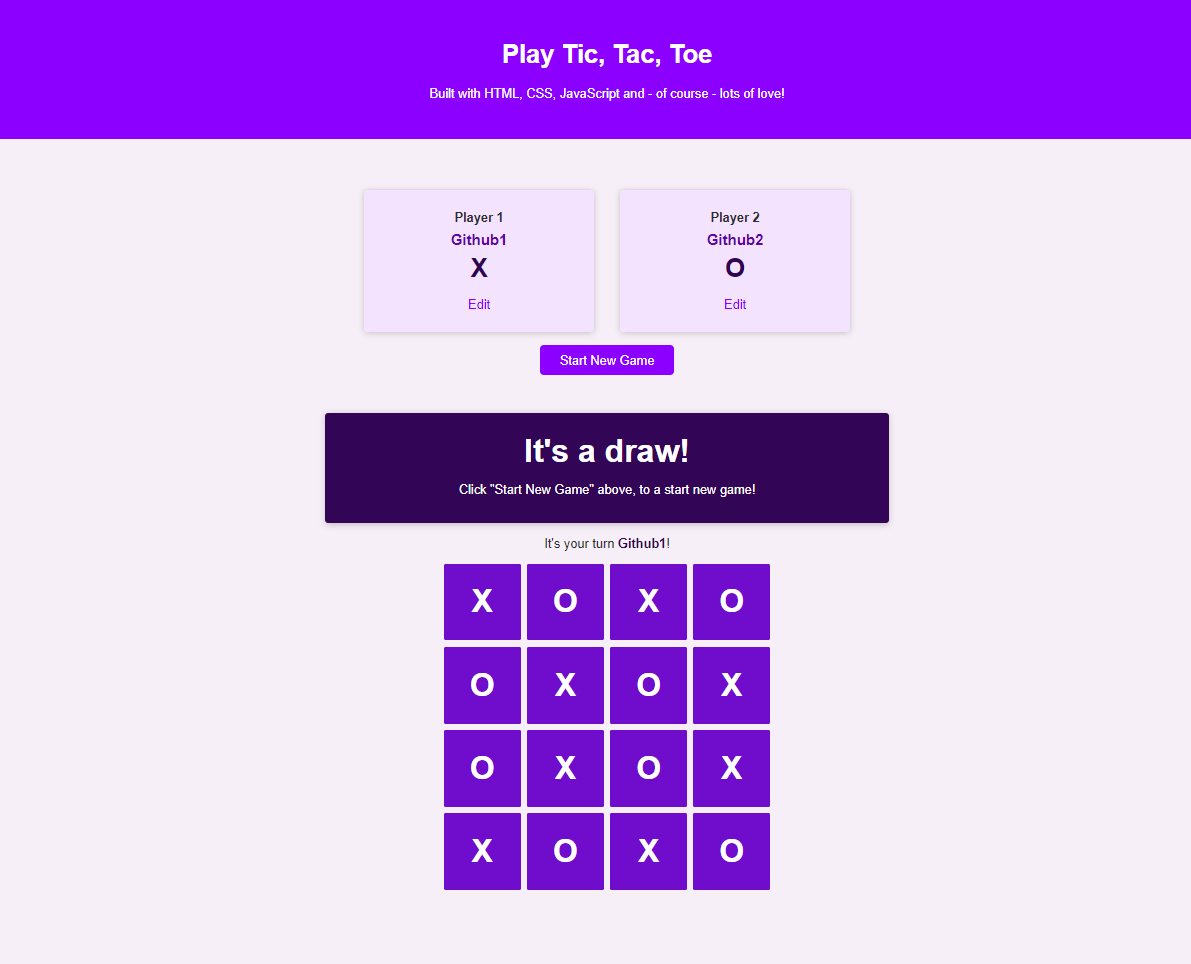 Play Tic, Tac, Toe
Built with HTML, CSS, JavaScript and - of course - lots of love!
Player 1
Github1
X
Edit
Player 2
Github2
O
Edit
Start New Game
It's a draw!
Click "Start New Game" above, to a start new game!
It's your turn Github1!
X O X O
O X O X
O X O X
X O X O